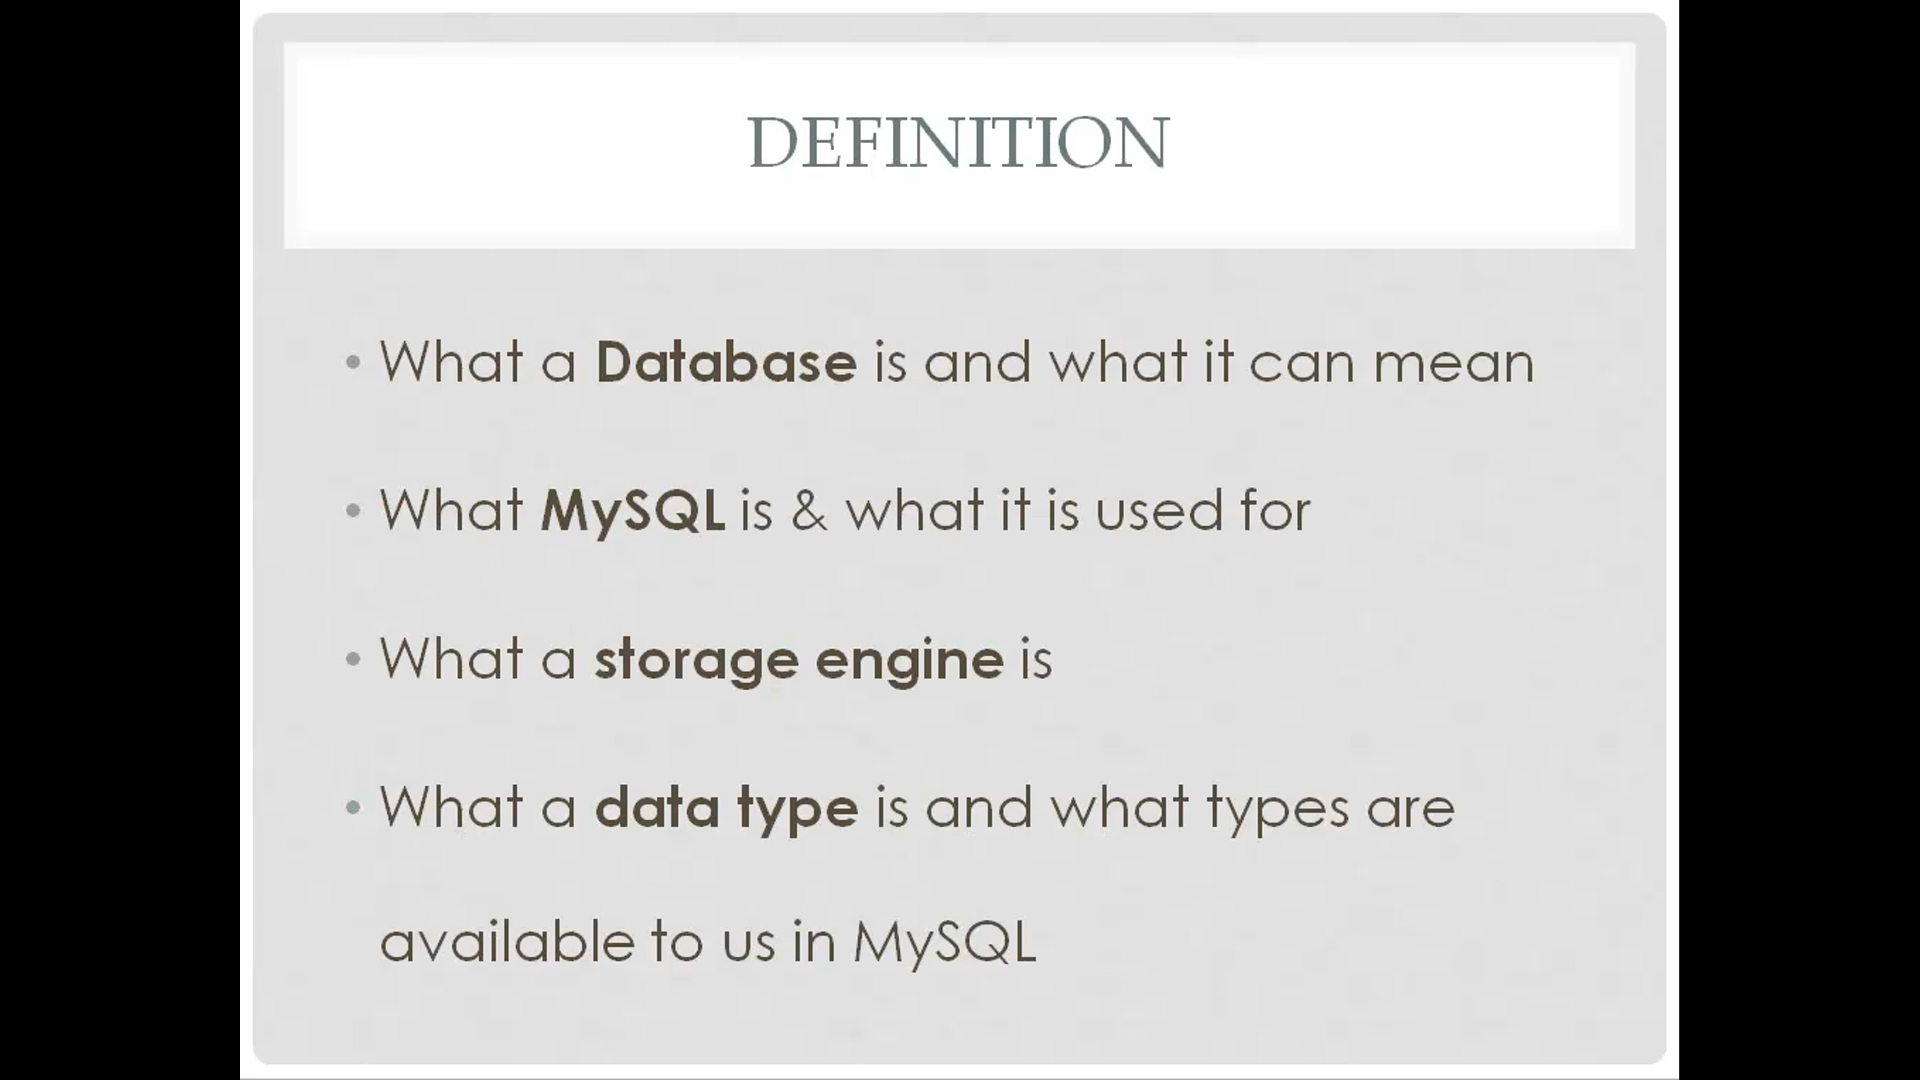 DEFINITION
• What a Database is and what it can mean
• What MySQL is & what it is used for
• What a storage engine is
• What a data type is and what types are
available to us in MySQL